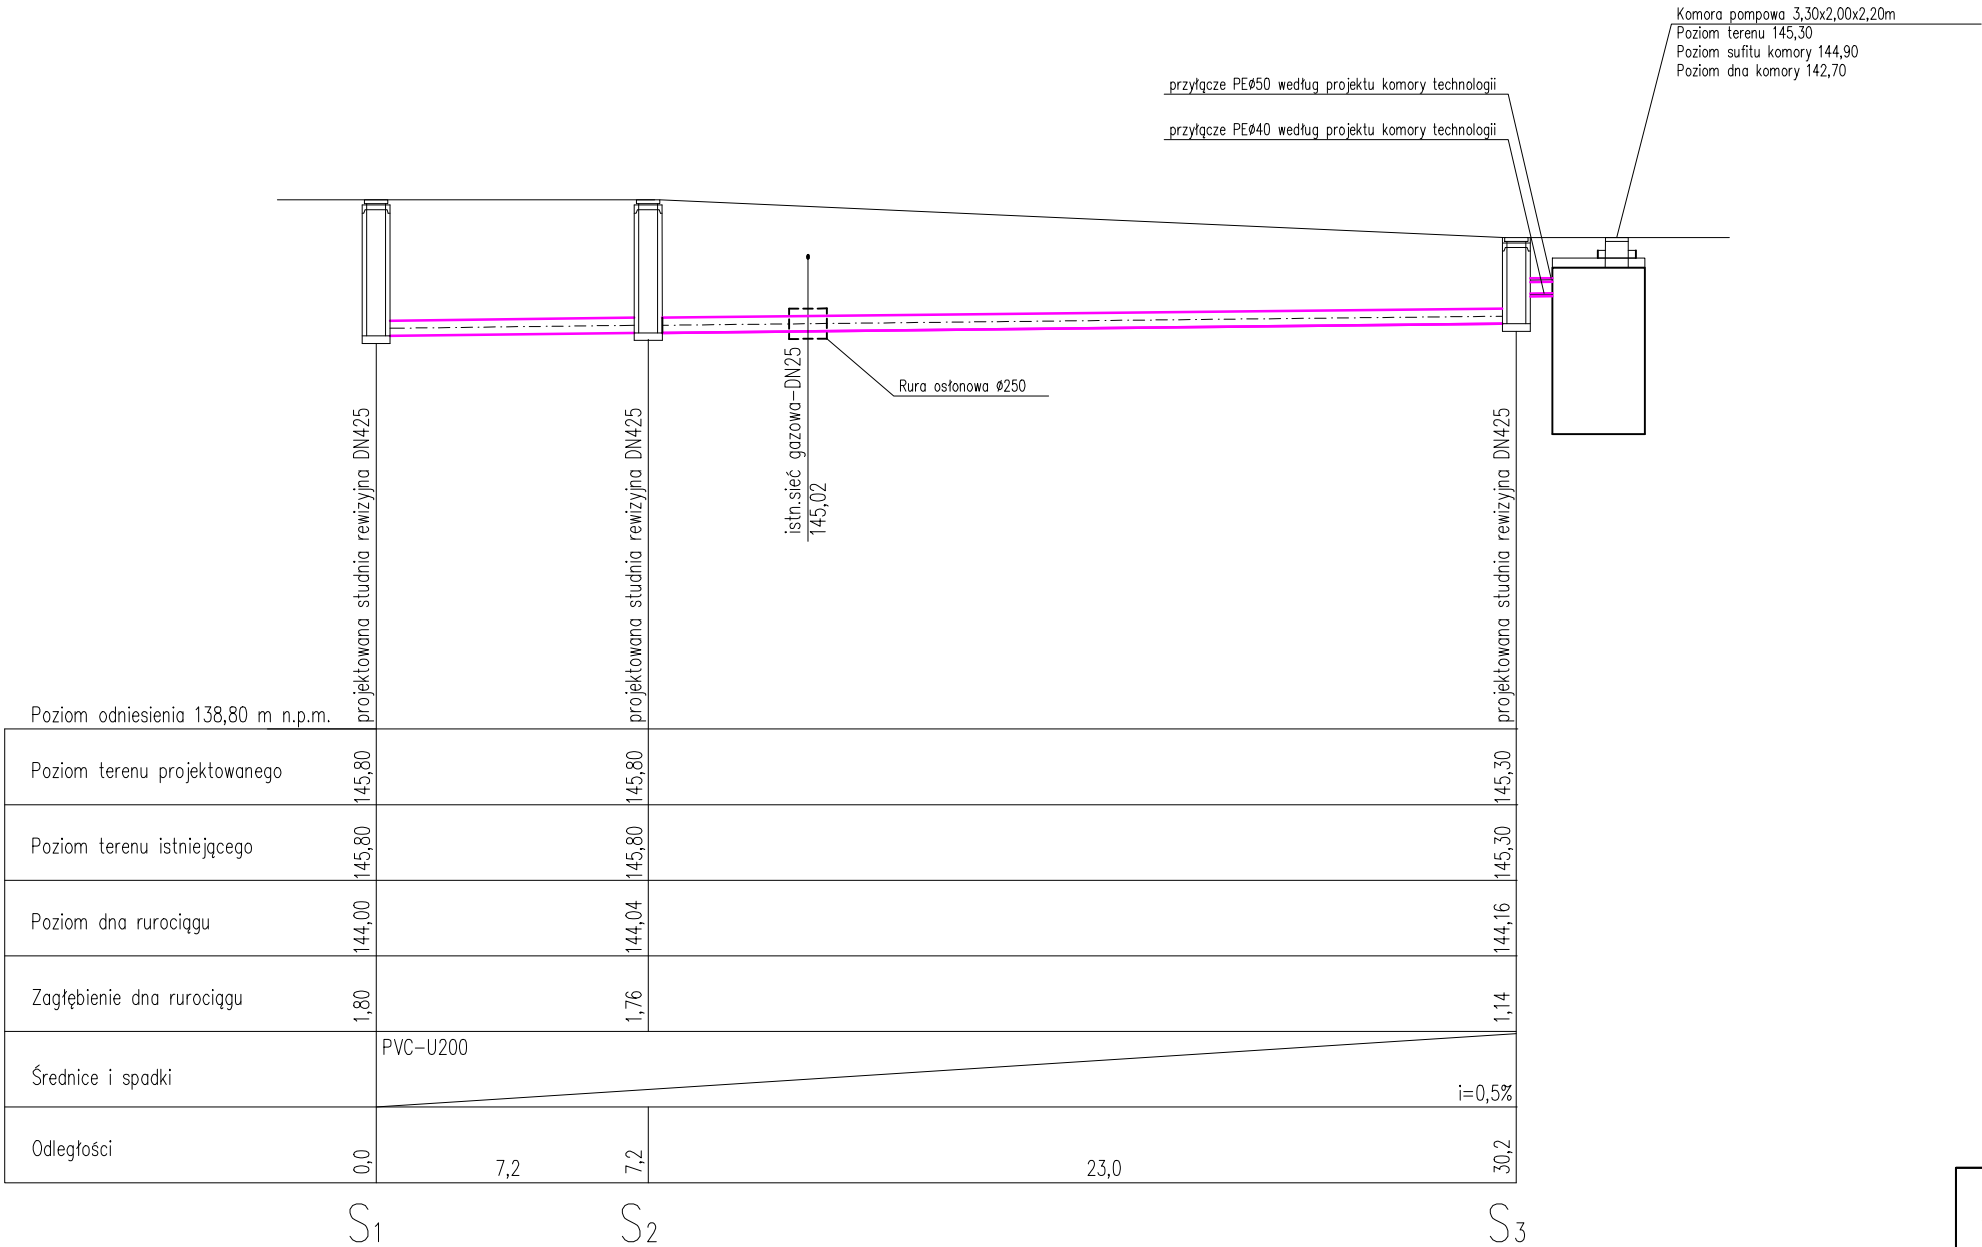 Komora pompowa 3,30x2,00x2,20m
Poziom terenu 145,30
Poziom sufitu komory 144,90
Poziom dna komory 142,70
przyłącze PEø50 według projektu komory technologii
przyłącze PEø40 według projektu komory technologii
Rura osłonowa ø250
istn.sieć gazowa-DN25
145,02
projektowana studnia rewizyjna DN425
projektowana studnia rewizyjna DN425
projektowana studnia rewizyjna DN425
Poziom odniesienia 138,80 m n.p.m.
Poziom terenu projektowanego 145,80 145,80 145,30
Poziom terenu istniejącego 145,80 145,80 145,30
Poziom dna rurociągu 144,00 144,04 144,16
Zagłębienie dna rurociągu 1,80 1,76 1,14
PVC-U200
Średnice i spadki
i=0,5%
Odległości 0,0 7,2 7,2 23,0 30,2
S1 S2 S3